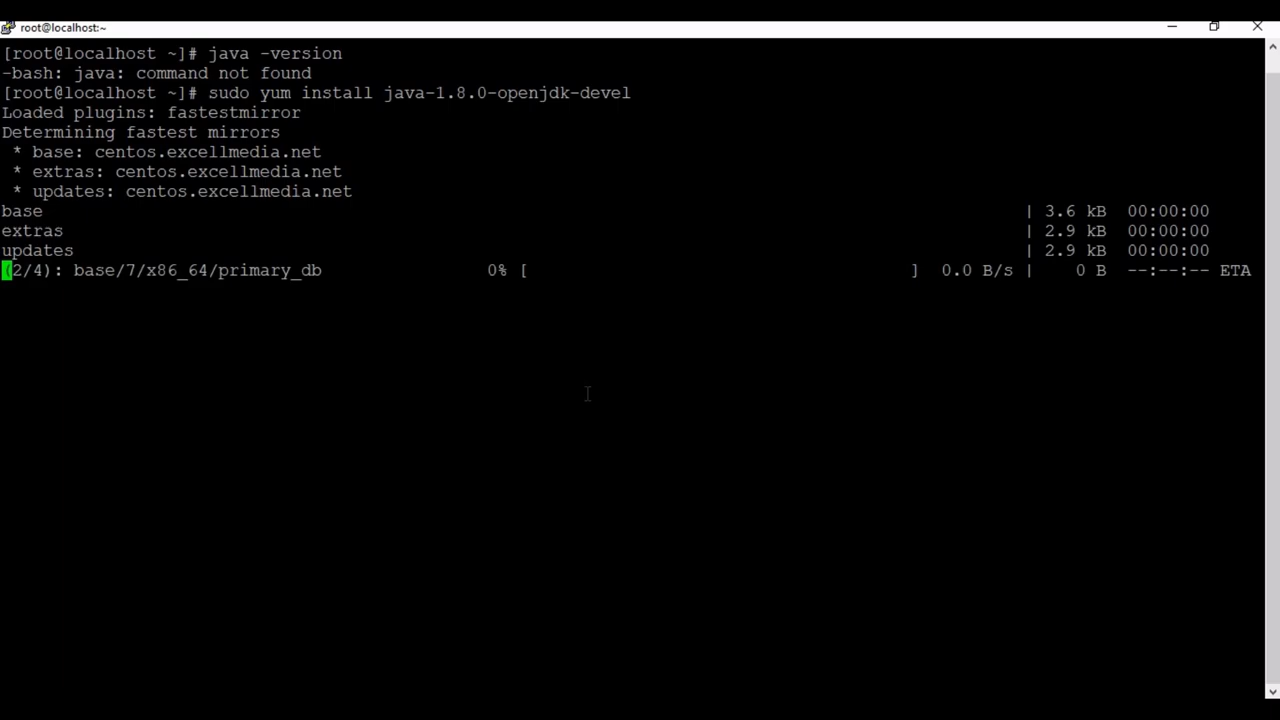 root@localhost:~
[root@localhost ~]# java -version
-bash: java: command not found
[root@localhost ~]# sudo yum install java-1.8.0-openjdk-devel
Loaded plugins: fastestmirror
Determining fastest mirrors
 * base: centos.excellmedia.net
 * extras: centos.excellmedia.net
 * updates: centos.excellmedia.net
base | 3.6 kB 00:00:00
extras | 2.9 kB 00:00:00
updates | 2.9 kB 00:00:00
(2/4): base/7/x86_64/primary_db 0% [ ] 0.0 B/s | 0 B --:--:-- ETA